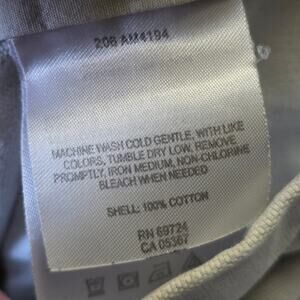 208 AM4194
MACHINE WASH COLD GENTLE, WITH LIKE
COLORS, TUMBLE DRY LOW, REMOVE
PROMPTLY, IRON MEDIUM, NON-CHLORINE
BLEACH WHEN NEEDED
SHELL: 100% COTTON
RN 69724
CA 05367